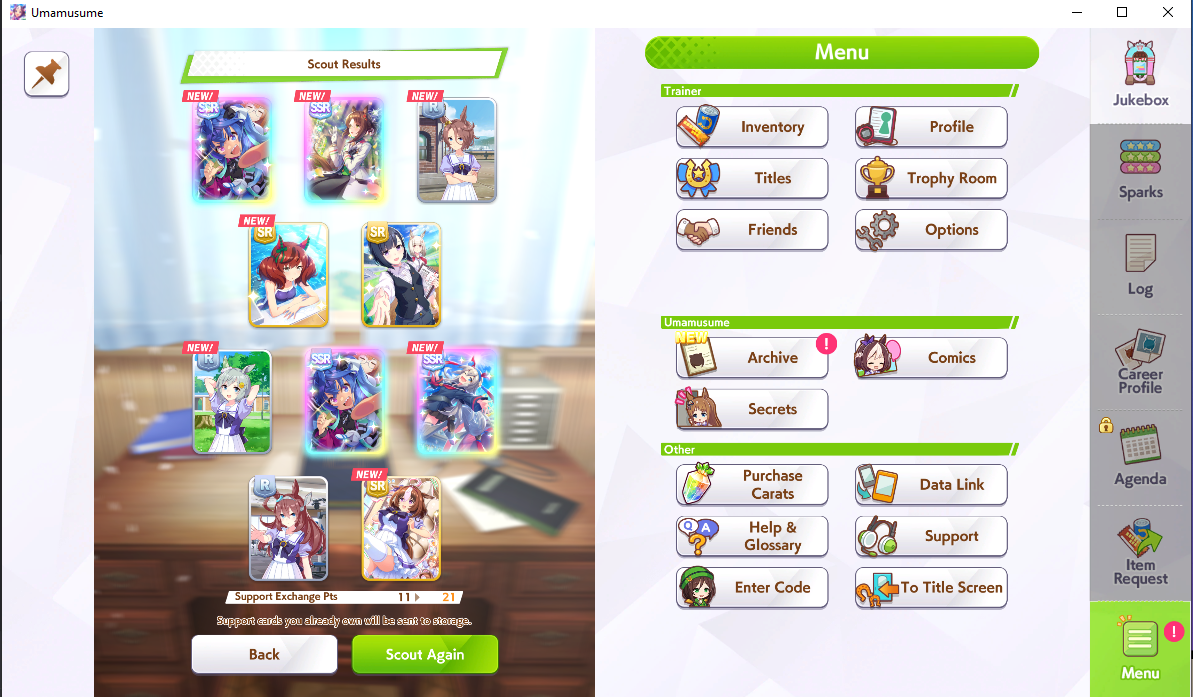 Umamusume
Scout Results
NEW! NEW! NEW!
SSR SSR R
NEW!
SR SR
NEW! NEW!
R SSR SSR
NEW!
R SR
Support Exchange Pts 11 21
Support cards you already own will be sent to storage.
Back Scout Again
Menu
Trainer
Inventory Profile
Titles Trophy Room
Friends Options
Umamusume
NEW
Archive ! Comics
Secrets
Other
Purchase
Carats
Data Link
Q A ?
Help &
Glossary
Support
Enter Code To Title Screen
Jukebox
Sparks
Log
Career
Profile
Agenda
Item
Request
!
Menu